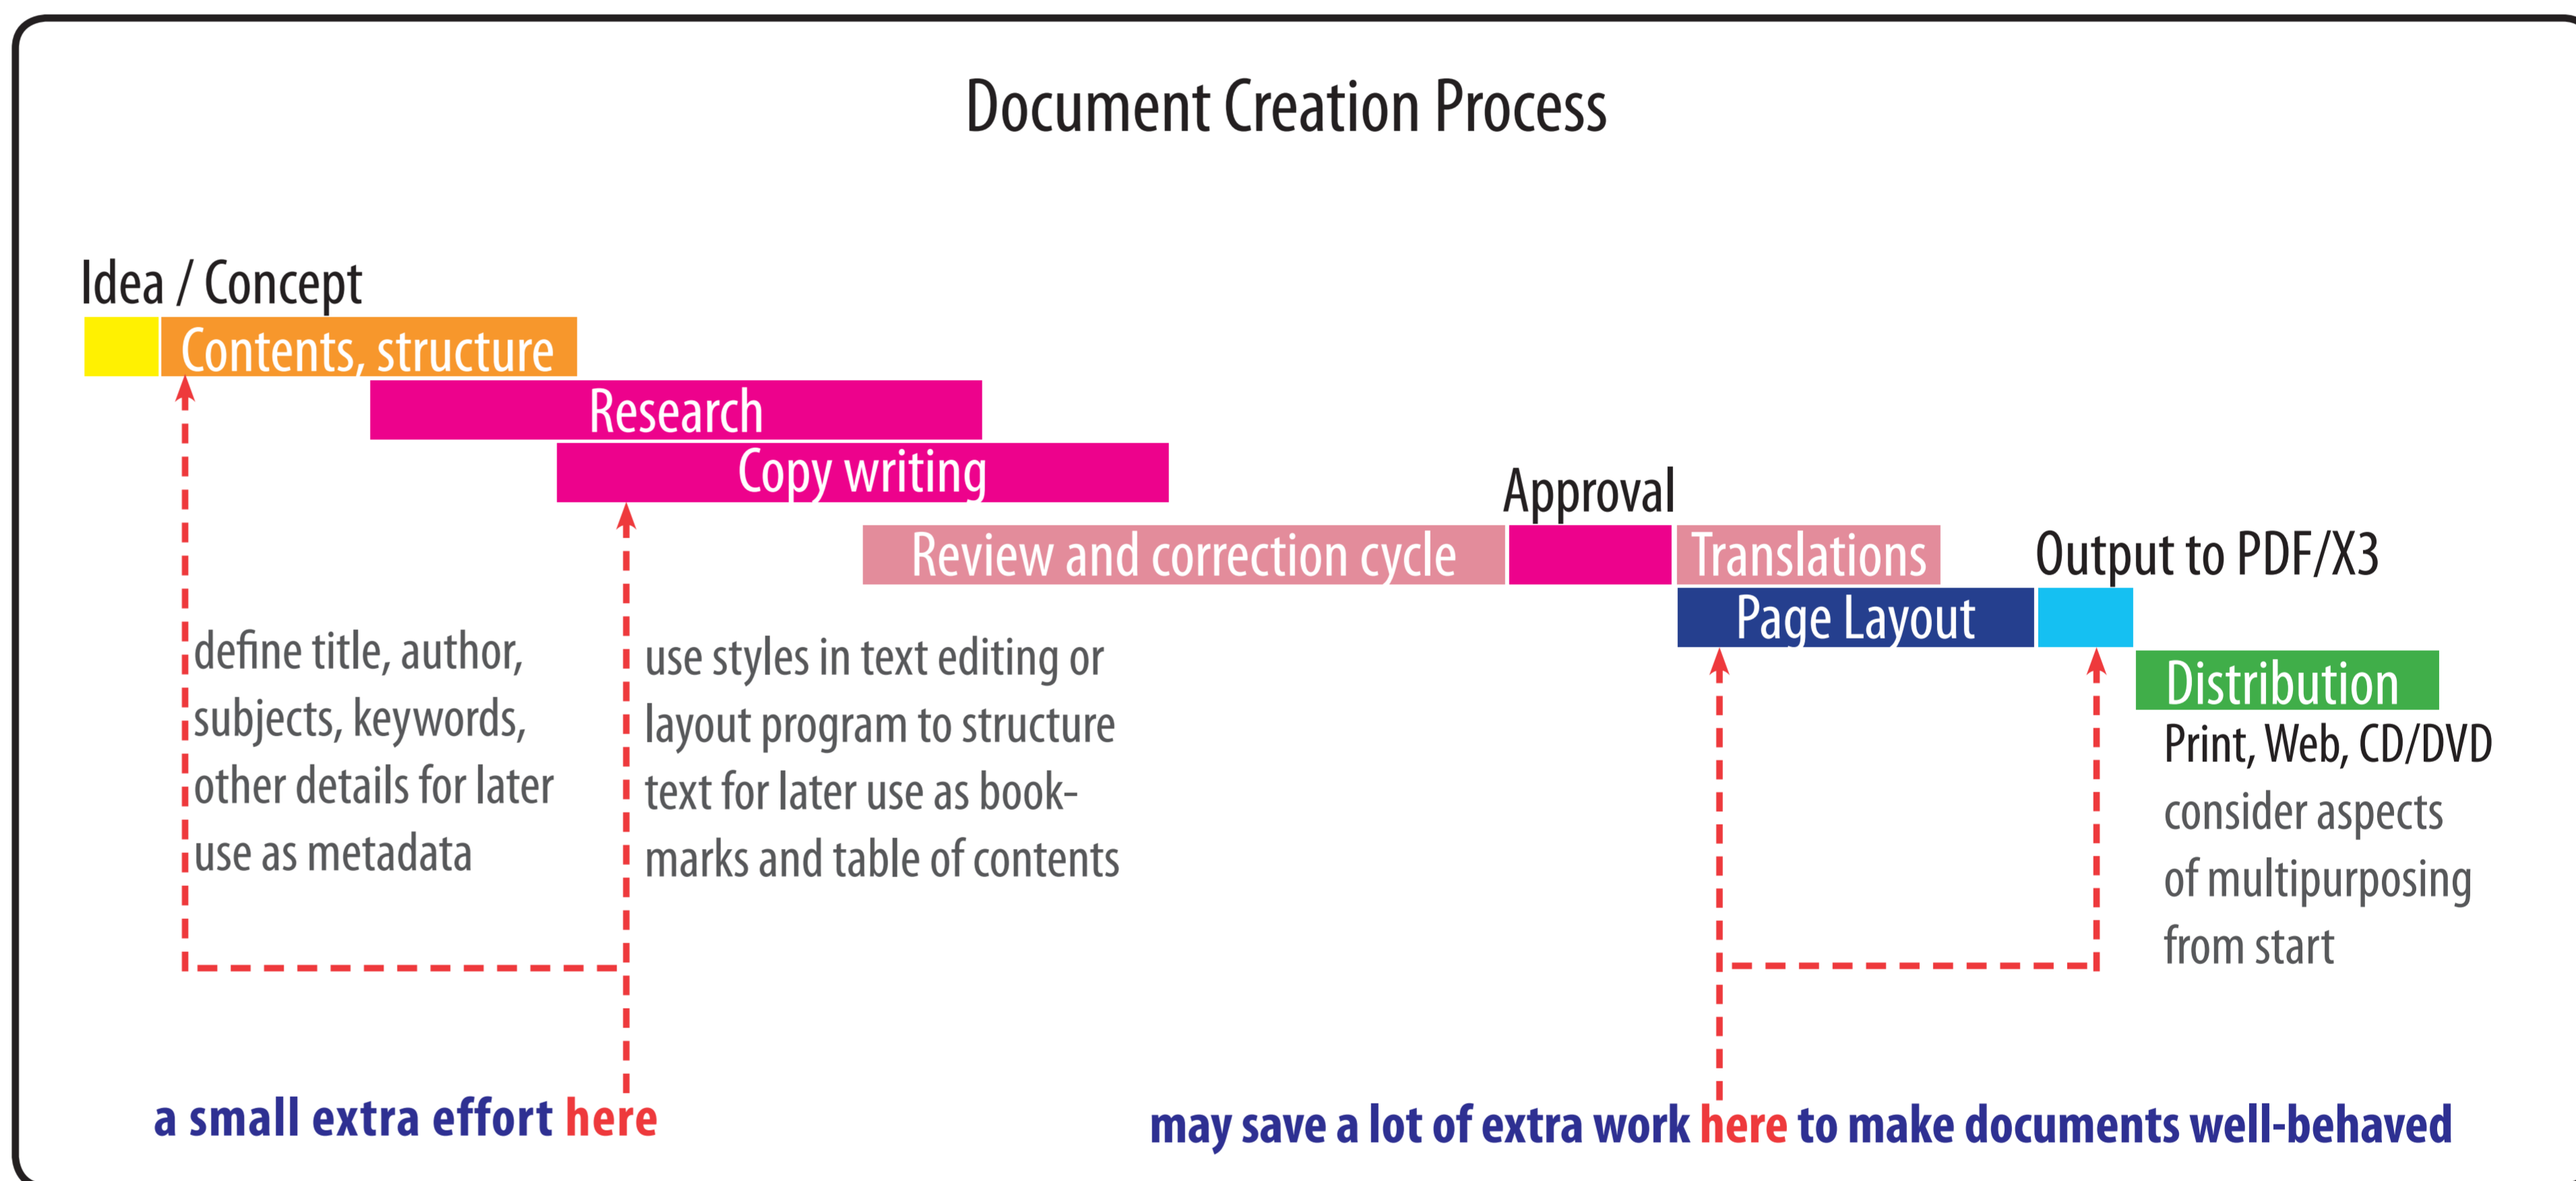 Document Creation Process
Idea / Concept
Contents, structure
Research
Copy writing
Approval
Review and correction cycle
Translations
Output to PDF/X3
Page Layout
Distribution
define title, author,
subjects, keywords,
other details for later
use as metadata
use styles in text editing or
layout program to structure
text for later use as book-
marks and table of contents
Print, Web, CD/DVD
consider aspects
of multipurposing
from start
a small extra effort here
may save a lot of extra work here to make documents well-behaved